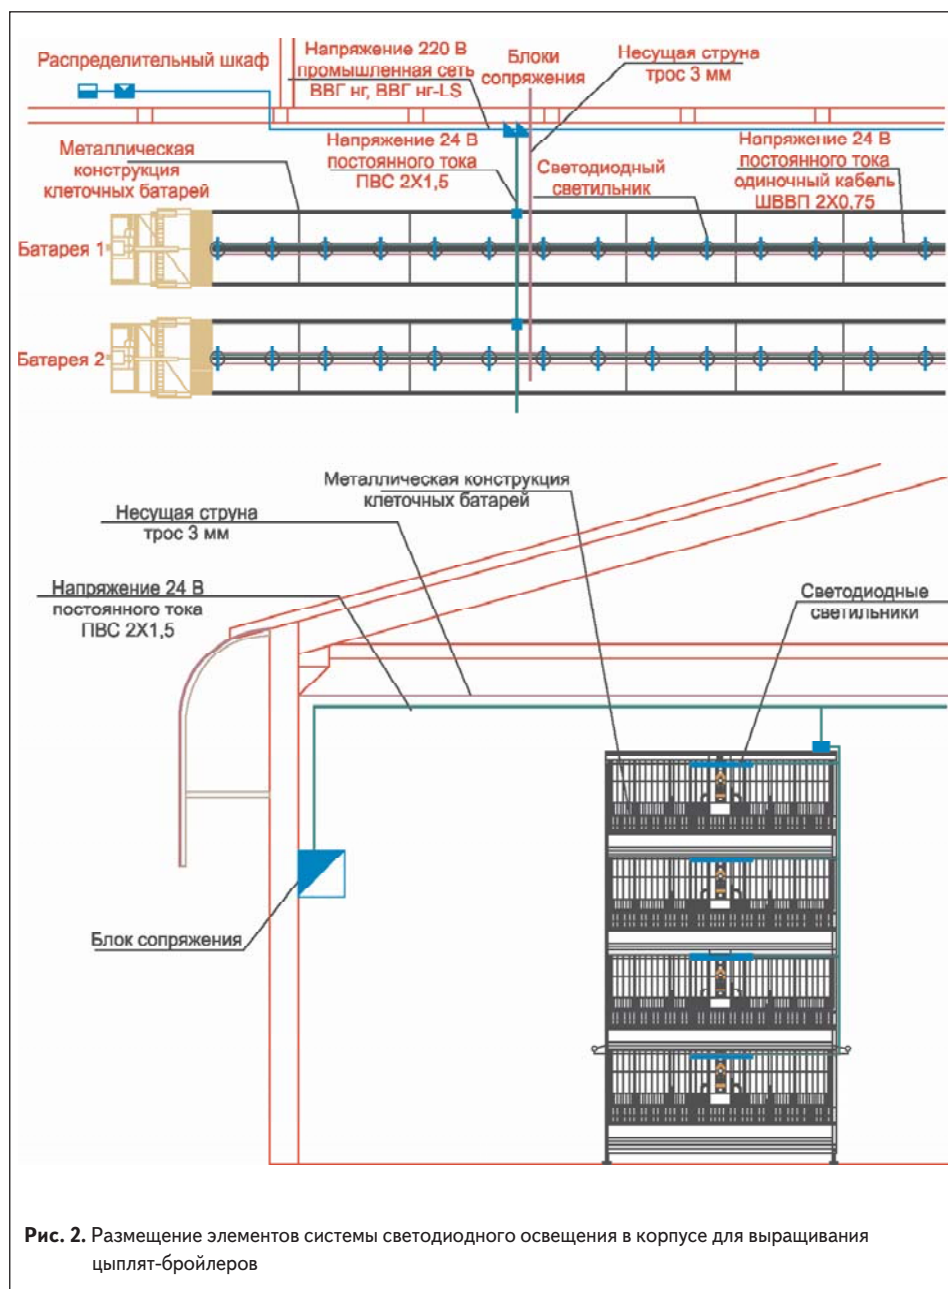 Распределительный шкаф
Напряжение 220 В
промышленная сеть
ВВГ нг, ВВГ нг-LS
Блоки
сопряжения
Несущая струна
трос 3 мм
Металлическая
конструкция
клеточных батарей
Напряжение 24 В
постоянного тока
ПВС 2Х1,5
Светодиодный
светильник
Напряжение 24 В
постоянного тока
одиночный кабель
ШВВП 2Х0,75
Батарея 1
Батарея 2
Металлическая конструкция
клеточных батарей
Несущая струна
трос 3 мм
Напряжение 24 В
постоянного тока
ПВС 2Х1,5
Светодиодные
светильники
Блок сопряжения
Рис. 2. Размещение элементов системы светодиодного освещения в корпусе для выращивания
цыплят-бройлеров